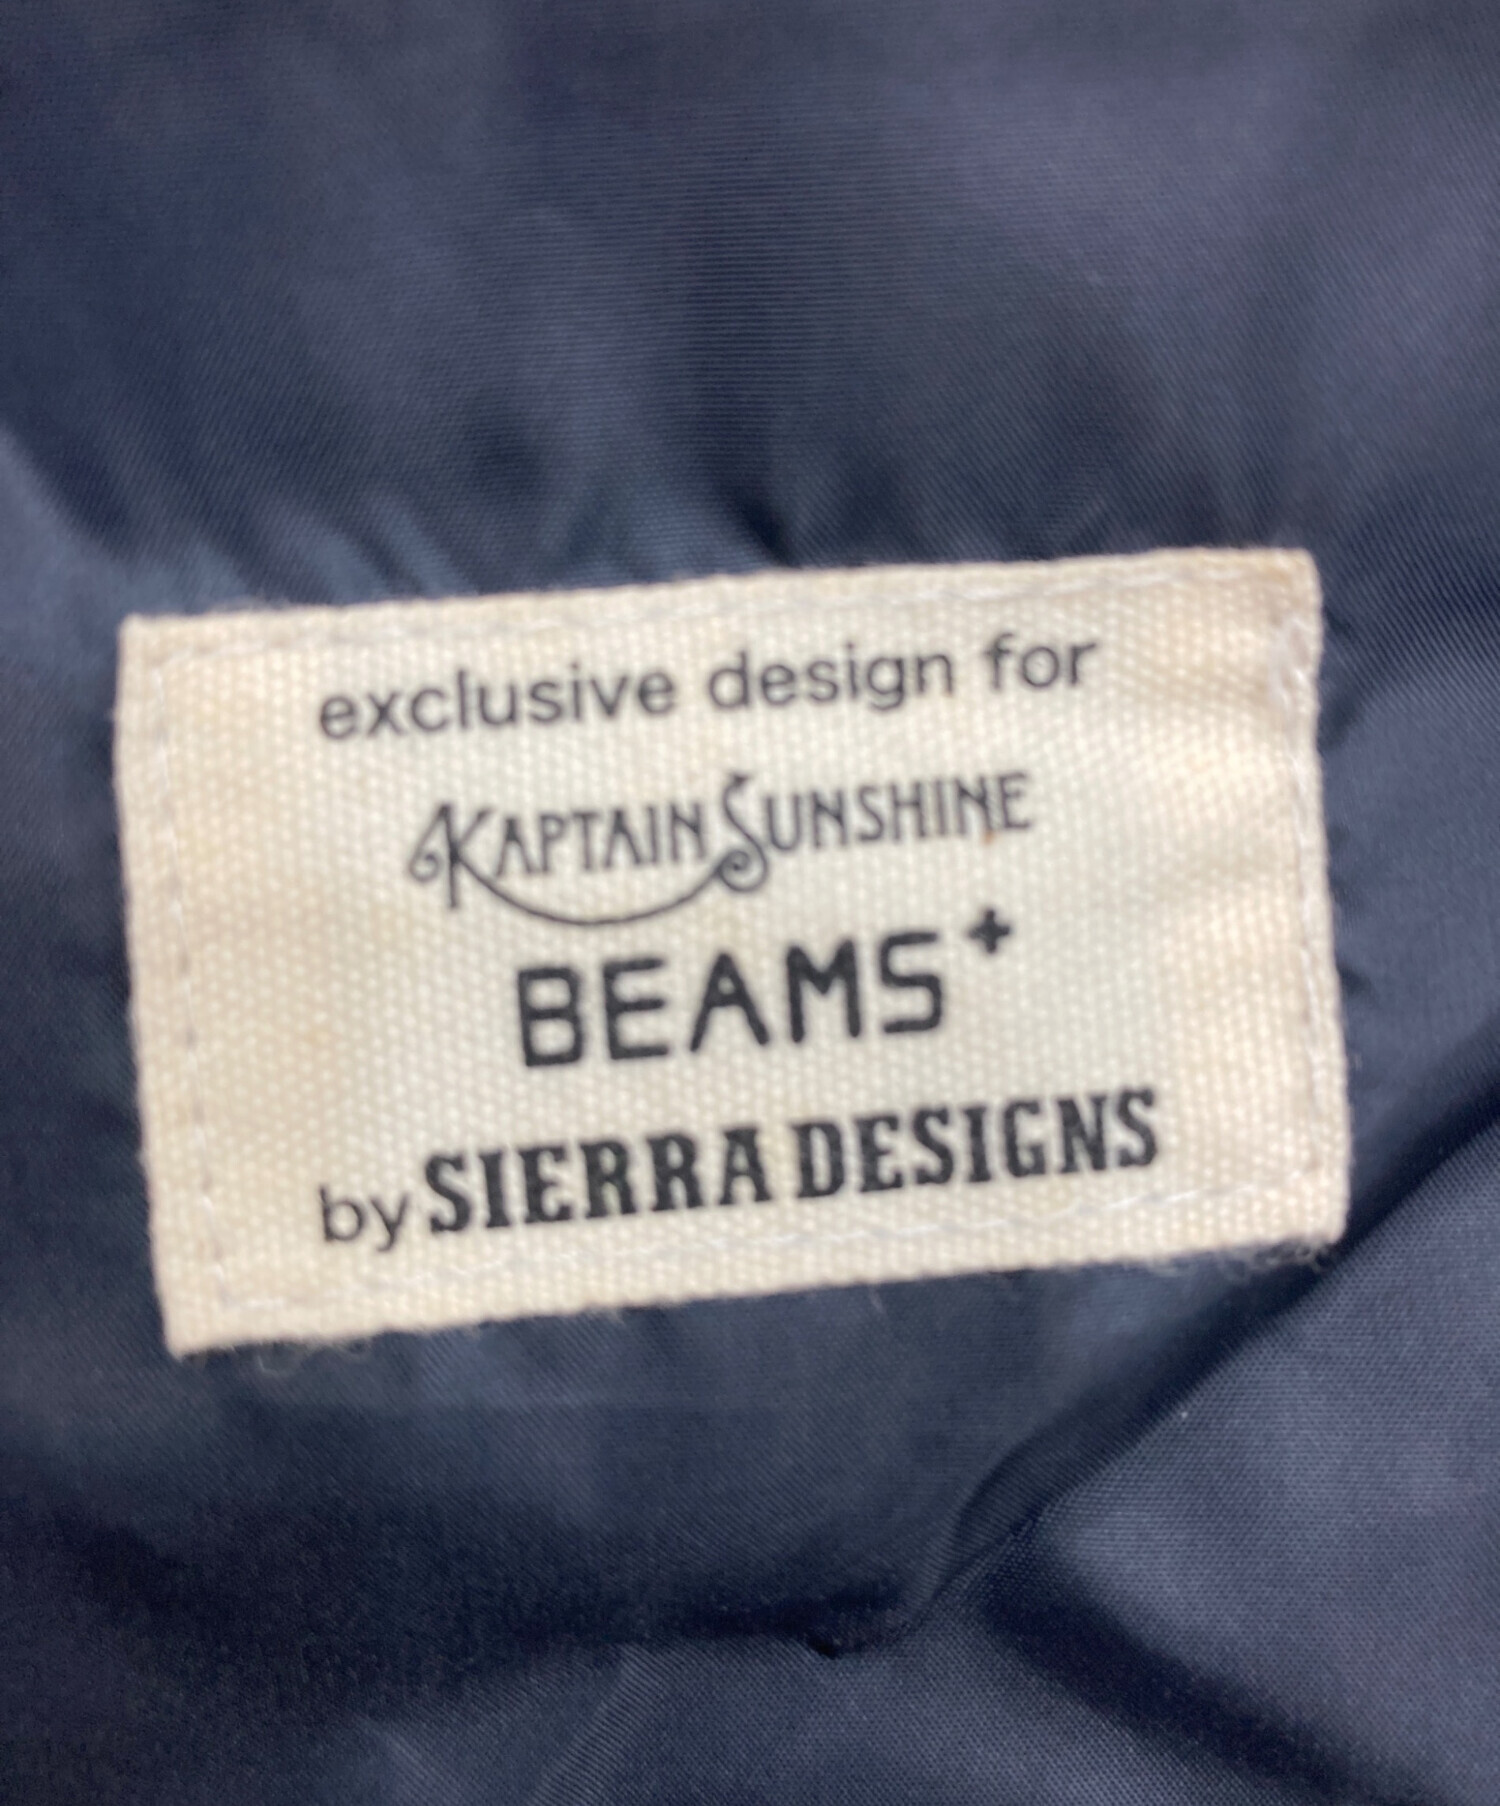 exclusive design for
KAPTAIN SUNSHINE
BEAMS+
by SIERRA DESIGNS